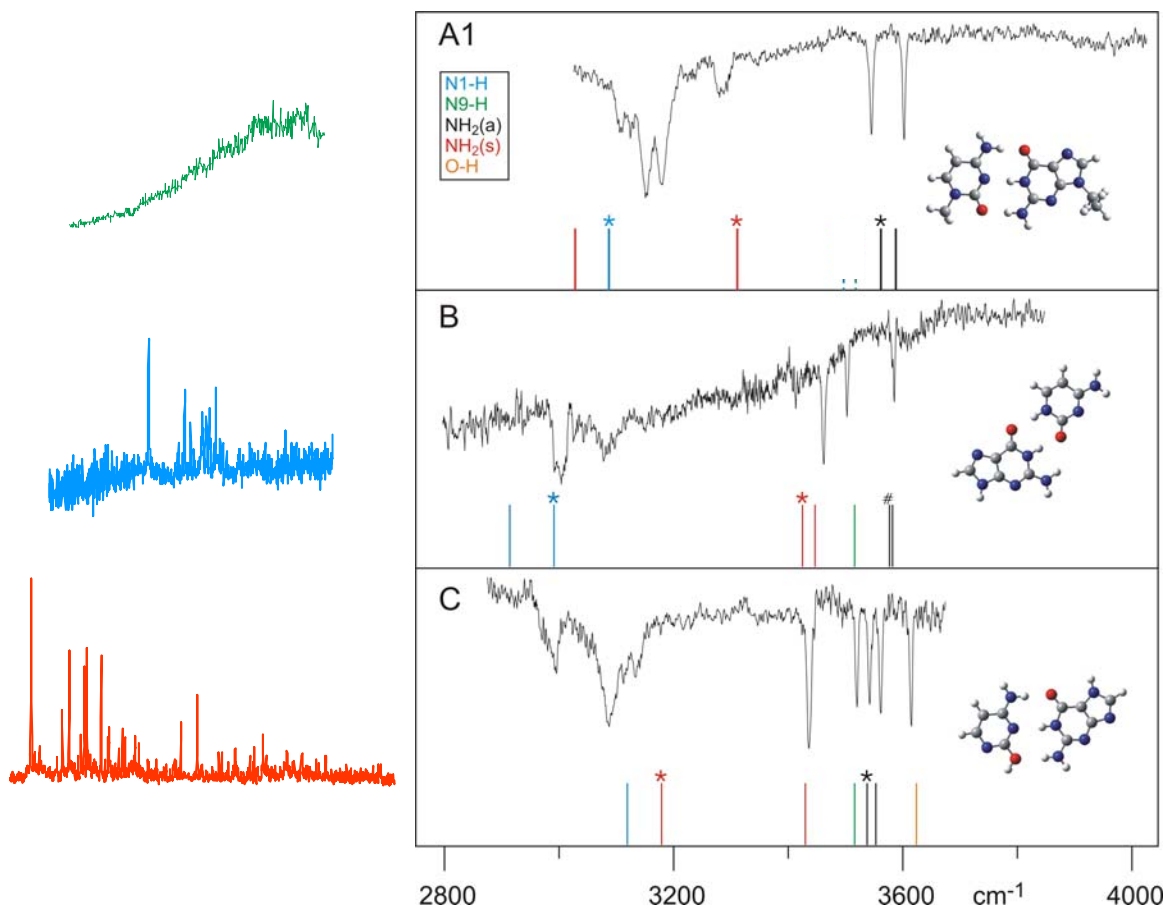 A1
N1-H
N9-H
NH₂(a)
NH₂(s)
O-H
*
*
*
B
*
*
#
C
*
*
2800 3200 3600 cm⁻¹ 4000